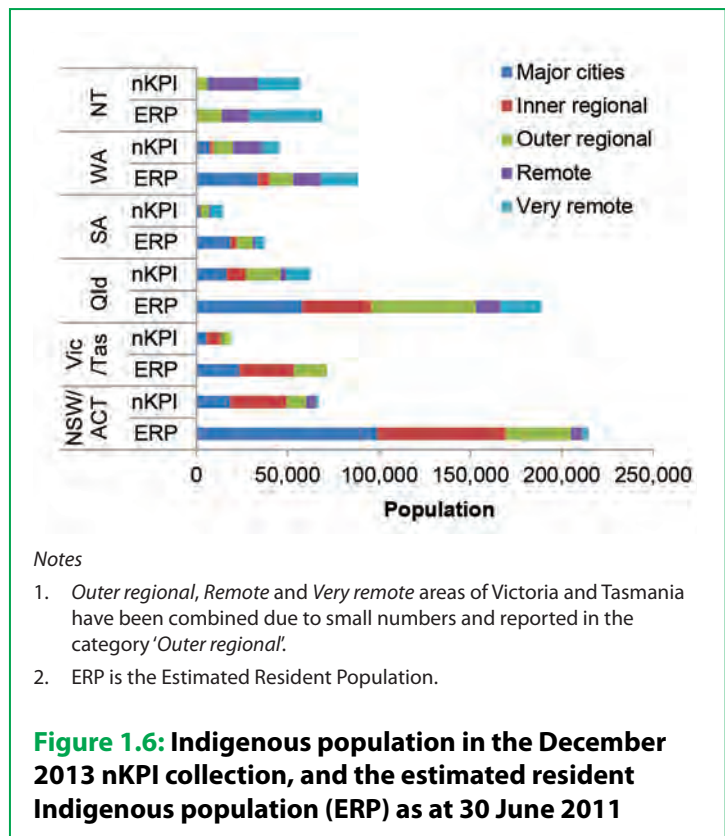 NT
nKPI
ERP
WA
nKPI
ERP
SA
nKPI
ERP
Qld
nKPI
ERP
Vic
/Tas
nKPI
ERP
NSW/
ACT
nKPI
ERP
Major cities
Inner regional
Outer regional
Remote
Very remote
0 50,000 100,000 150,000 200,000 250,000
Population
Notes
1. Outer regional, Remote and Very remote areas of Victoria and Tasmania
have been combined due to small numbers and reported in the
category 'Outer regional'.
2. ERP is the Estimated Resident Population.
Figure 1.6: Indigenous population in the December
2013 nKPI collection, and the estimated resident
Indigenous population (ERP) as at 30 June 2011